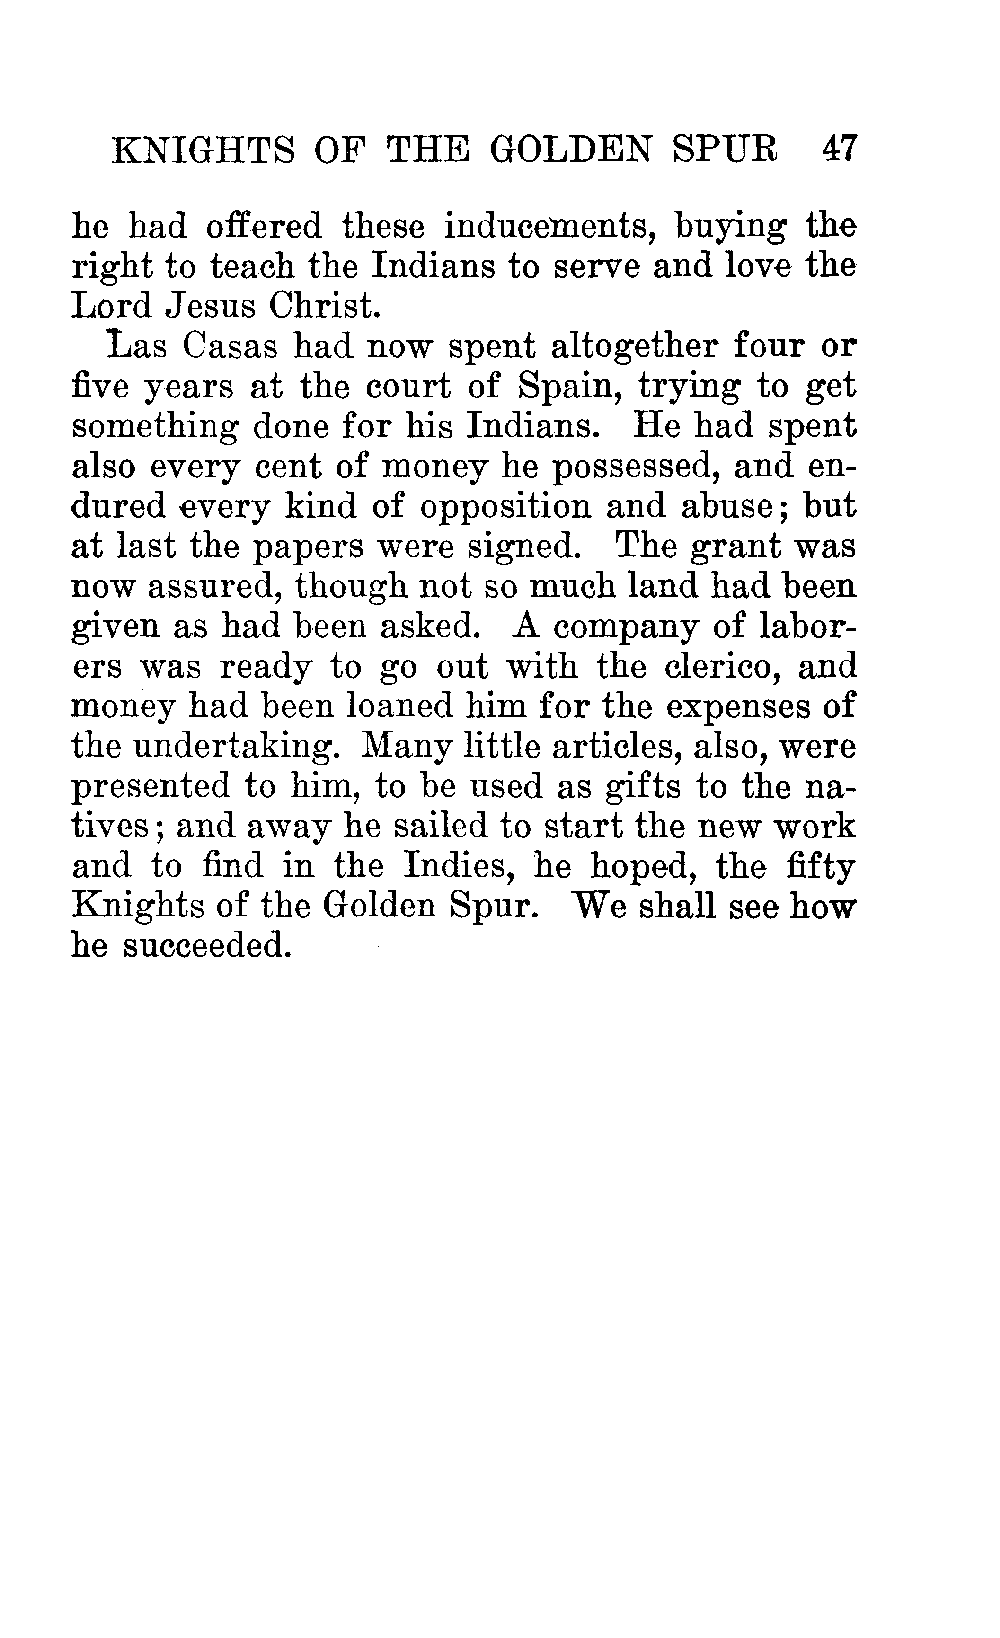 KNIGHTS OF THE GOLDEN SPUR 47
he had offered these inducements, buying the
right to teach the Indians to serve and love the
Lord Jesus Christ.
Las Casas had now spent altogether four or
five years at the court of Spain, trying to get
something done for his Indians. He had spent
also every cent of money he possessed, and en-
dured every kind of opposition and abuse; but
at last the papers were signed. The grant was
now assured, though not so much land had been
given as had been asked. A company of labor-
ers was ready to go out with the clerico, and
money had been loaned him for the expenses of
the undertaking. Many little articles, also, were
presented to him, to be used as gifts to the na-
tives; and away he sailed to start the new work
and to find in the Indies, he hoped, the fifty
Knights of the Golden Spur. We shall see how
he succeeded.